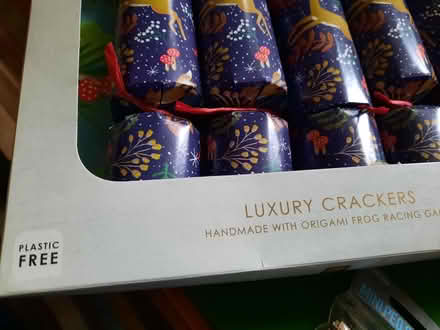 LUXURY CRACKERS
HANDMADE WITH ORIGAMI FROG RACING
PLASTIC
FREE